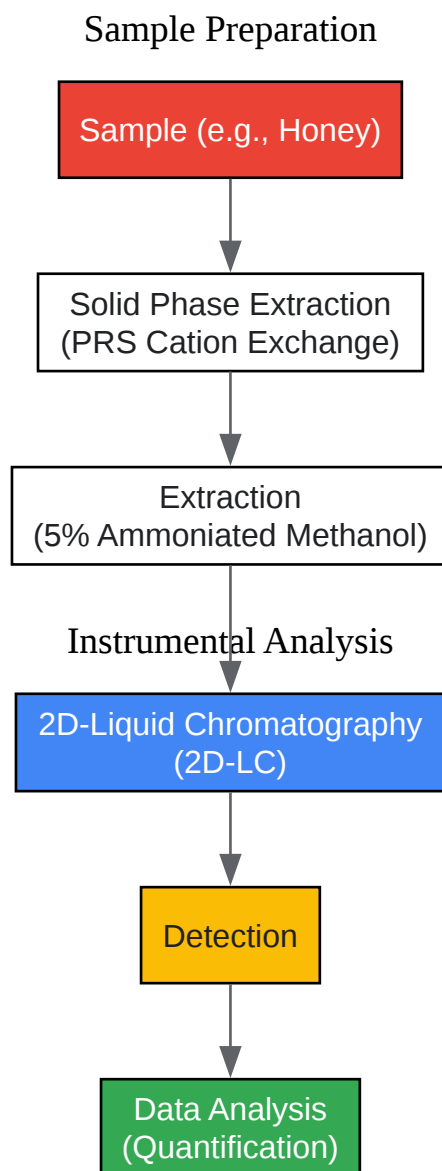 Sample Preparation
Sample (e.g., Honey)
Solid Phase Extraction
(PRS Cation Exchange)
Extraction
(5% Ammoniated Methanol)
Instrumental Analysis
2D-Liquid Chromatography
(2D-LC)
Detection
Data Analysis
(Quantification)